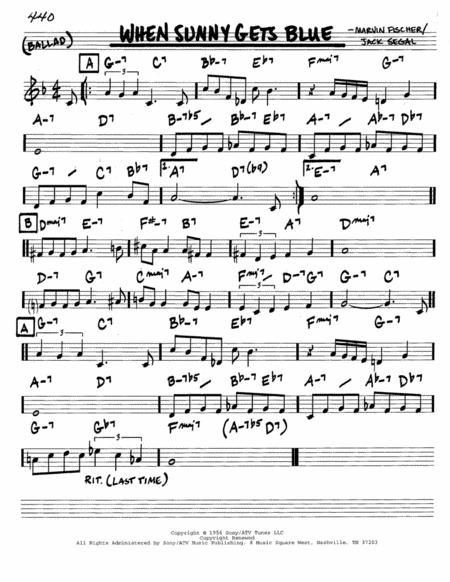 440
(BALLAD) WHEN SUNNY GETS BLUE - MARVIN FISCHER/
JACK SEGAL
A G-7 C7 Bb-7 Eb7 Fmaj7 G-7
3 3
A-7 D7 B-7b5/ Bb-7 Eb7 A-7 / Ab-7 Db7
G-7 / C7 Bb7 1. A7 D7(b9) 2. E-7 A7
B Dmaj7 E-7 F#-7 B7 E-7 A7 Dmaj7
D-7 G7 Cmaj7 A-7 Fmaj7 / D-7 G7 C7
3
A G-7 C7 Bb-7 Eb7 Fmaj7 G-7
3 3
A-7 D7 B-7b5/ Bb-7 Eb7 A-7 / Ab-7 Db7
G-7 Gb7 Fmaj7 (A-7b5 D7)
3
RIT. (LAST TIME)
Copyright © 1956 Sony/ATV Tunes LLC
Copyright Renewed
All Rights Administered by Sony/ATV Music Publishing, 8 Music Square West, Nashville, TN 37203